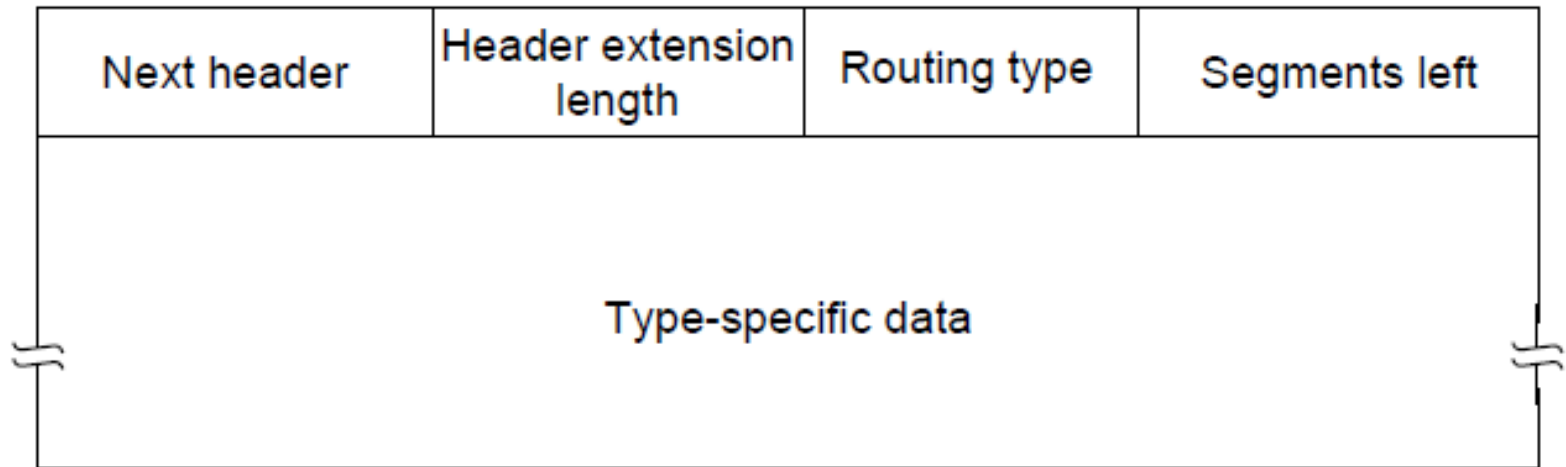 Next header
Header extension
length
Routing type
Segments left
Type-specific data